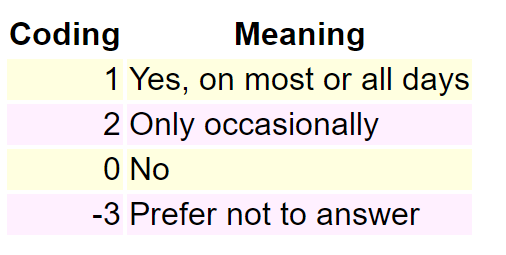 Coding Meaning
1 Yes, on most or all days
2 Only occasionally
0 No
-3 Prefer not to answer